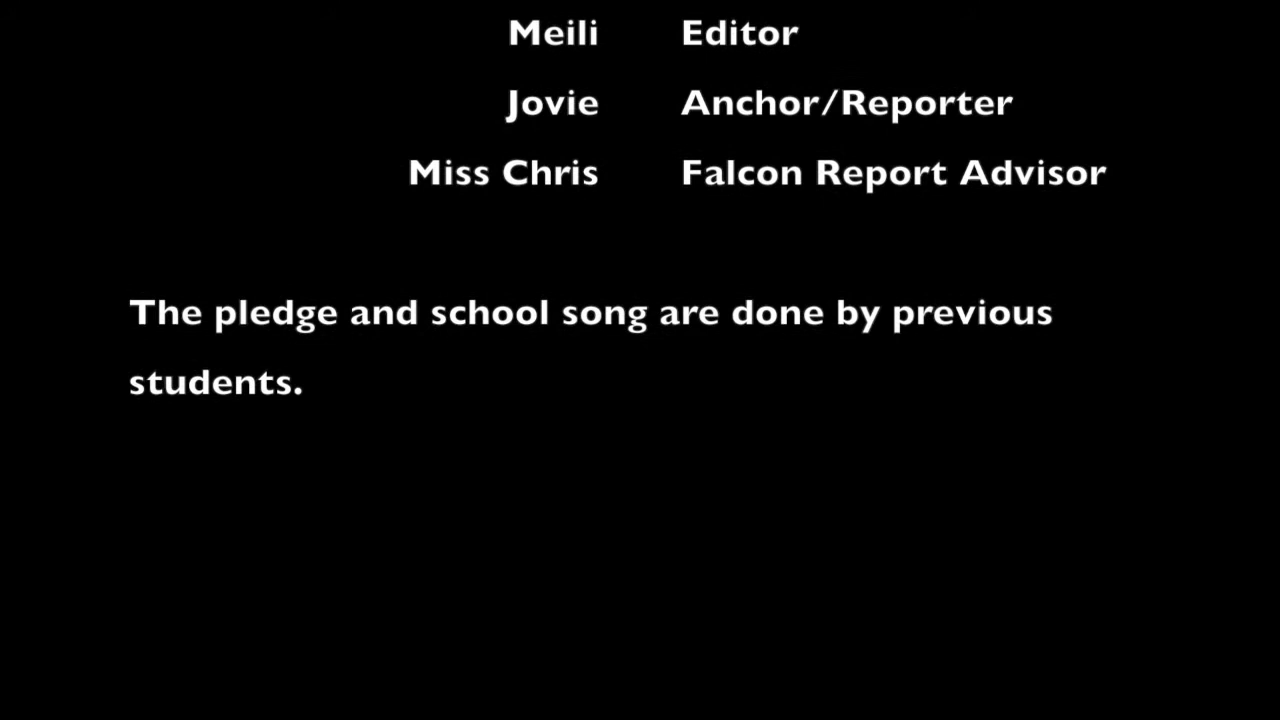 Meili Editor
Jovie Anchor/Reporter
Miss Chris Falcon Report Advisor
The pledge and school song are done by previous
students.